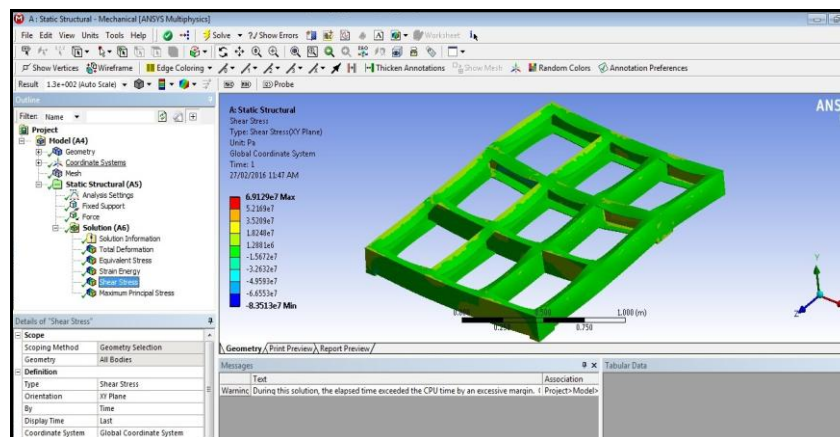 A : Static Structural - Mechanical [ANSYS Multiphysics]
File Edit View Units Tools Help Solve ?/ Show Errors Worksheet
Show Vertices Wireframe Edge Coloring Thicken Annotations Show Mesh Random Colors Annotation Preferences
Result 1.3e+002 (Auto Scale) Probe
Outline
Filter: Name
Project
Model (A4)
Geometry
Coordinate Systems
Mesh
Static Structural (A5)
Analysis Settings
Fixed Support
Force
Solution (A6)
Solution Information
Total Deformation
Equivalent Stress
Strain Energy
Shear Stress
Maximum Principal Stress
A: Static Structural
Shear Stress
Type: Shear Stress(XY Plane)
Unit: Pa
Global Coordinate System
Time: 1
27/02/2016 11:47 AM
6.9129e7 Max
5.2169e7
3.5209e7
1.8248e7
1.2881e6
-1.5672e7
-3.2632e7
-4.9593e7
-6.6553e7
-8.3513e7 Min
ANS
0.000 0.500 1.000 (m)
0.250 0.750
Y
Z
Geometry Print Preview Report Preview
Details of "Shear Stress"
Scope
Scoping Method Geometry Selection
Geometry All Bodies
Definition
Type Shear Stress
Orientation XY Plane
By Time
Display Time Last
Coordinate System Global Coordinate System
Messages
Text Association
Warning During this solution, the elapsed time exceeded the CPU time by an excessive margin. Project>Model>
Tabular Data